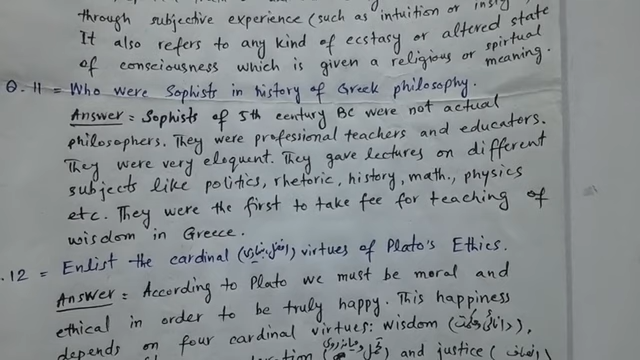 through subjective experience (such as intuition or
It also refers to any kind of ecstasy or altered state
of consciousness which is given a religious or spirtual
meaning.
Q. 11 = Who were Sophists in history of Greek philosophy.
Answer = Sophists of 5th century BC were not actual
philosophers. They were professional teachers and educators.
They were very eloquent. They gave lectures on different
subjects like politics, rhetoric, history, math., physics
etc. They were the first to take fee for teaching of
wisdom in Greece.
.12 = Enlist the cardinal virtues of Plato's Ethics.
Answer = According to Plato we must be moral and
ethical in order to be truly happy. This happiness
depends on four cardinal virtues: wisdom (دانائی وحکمت),
and justice (انصاف)